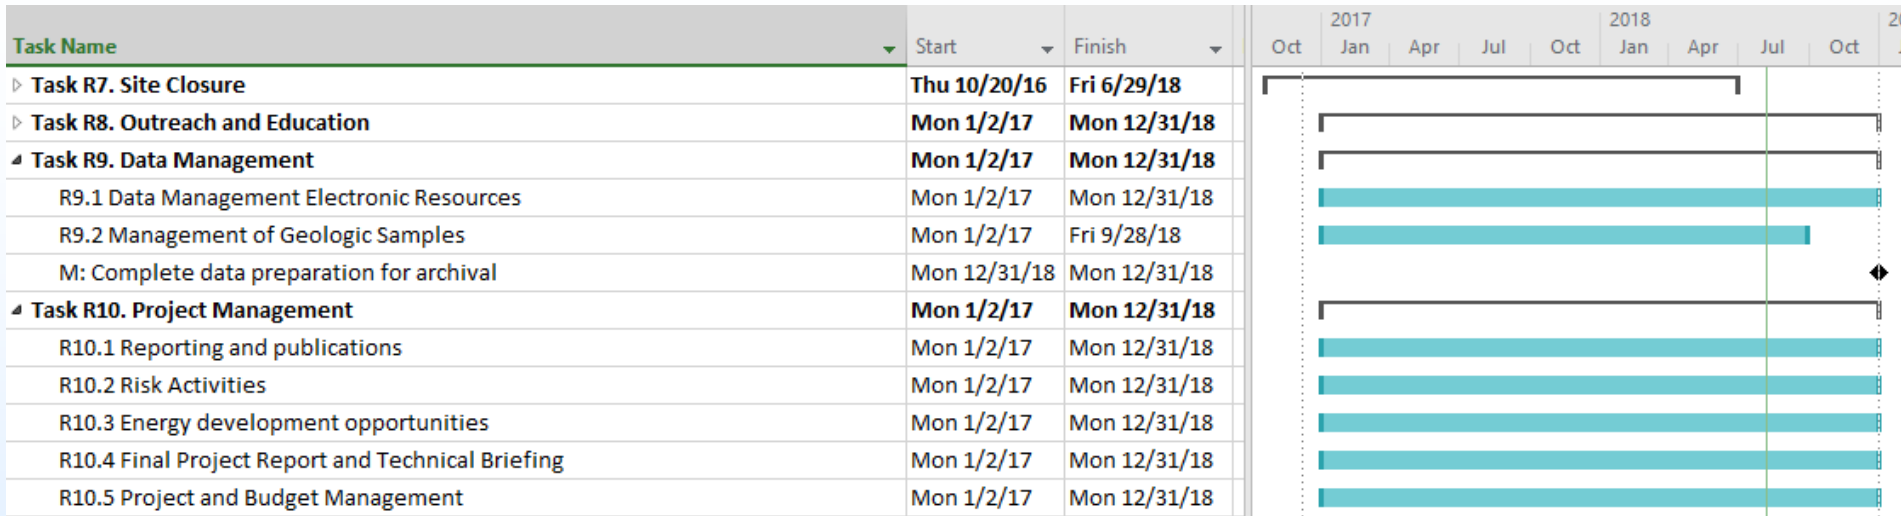 2017 2018 2
Task Name Start Finish Oct Jan Apr Jul Oct Jan Apr Jul Oct
Task R7. Site Closure Thu 10/20/16 Fri 6/29/18
Task R8. Outreach and Education Mon 1/2/17 Mon 12/31/18
Task R9. Data Management Mon 1/2/17 Mon 12/31/18
R9.1 Data Management Electronic Resources Mon 1/2/17 Mon 12/31/18
R9.2 Management of Geologic Samples Mon 1/2/17 Fri 9/28/18
M: Complete data preparation for archival Mon 12/31/18 Mon 12/31/18
Task R10. Project Management Mon 1/2/17 Mon 12/31/18
R10.1 Reporting and publications Mon 1/2/17 Mon 12/31/18
R10.2 Risk Activities Mon 1/2/17 Mon 12/31/18
R10.3 Energy development opportunities Mon 1/2/17 Mon 12/31/18
R10.4 Final Project Report and Technical Briefing Mon 1/2/17 Mon 12/31/18
R10.5 Project and Budget Management Mon 1/2/17 Mon 12/31/18